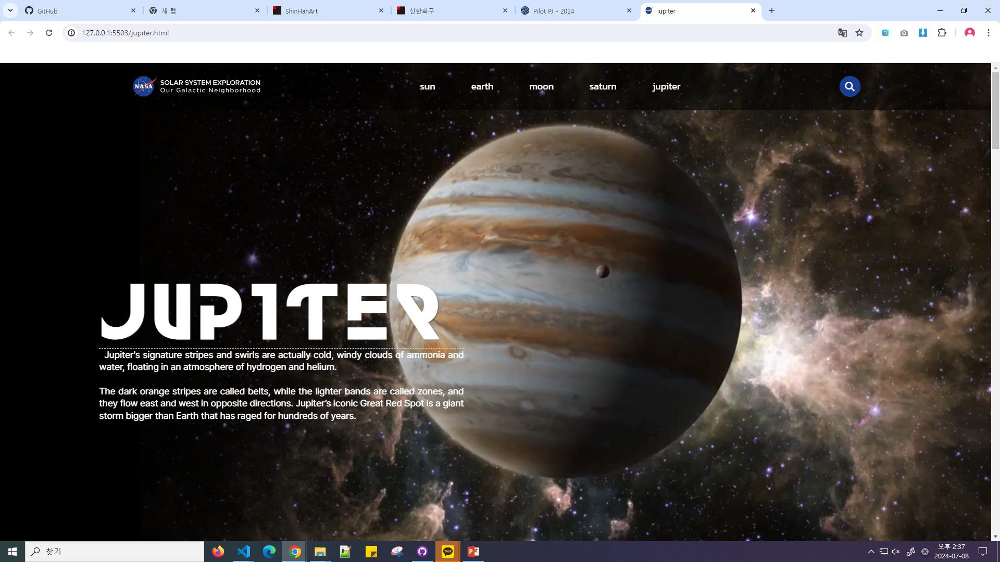 GitHub
새 탭
ShinHanArt
신한화구
Pilot PJ - 2024
jupiter
127.0.0.1:5503/jupiter.html
NASA
SOLAR SYSTEM EXPLORATION
Our Galactic Neighborhood
sun
earth
moon
saturn
jupiter
JUPITER
Jupiter's signature stripes and swirls are actually cold, windy clouds of ammonia and
water, floating in an atmosphere of hydrogen and helium.
The dark orange stripes are called belts, while the lighter bands are called zones, and
they flow east and west in opposite directions. Jupiter’s iconic Great Red Spot is a giant
storm bigger than Earth that has raged for hundreds of years.
찾기
TALK
오후 2:37
2024-07-08